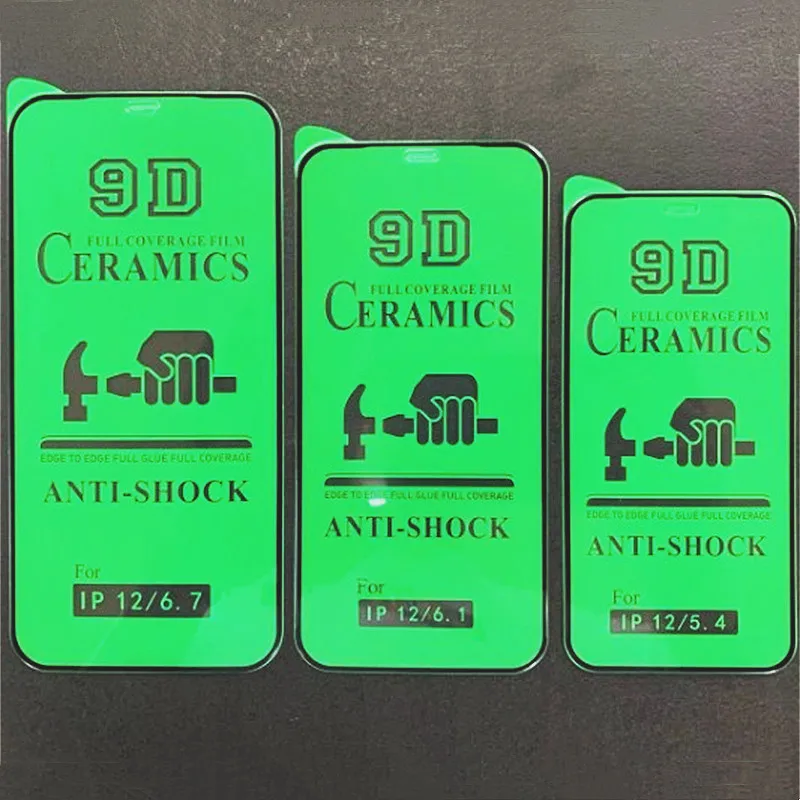 9D
FULL COVERAGE FILM
CERAMICS
EDGE TO EDGE FULL GLUE FULL COVERAGE
ANTI-SHOCK
For
IP 12/6.7
9D
FULL COVERAGE FILM
CERAMICS
EDGE TO EDGE FULL GLUE FULL COVERAGE
ANTI-SHOCK
For
IP 12/6.1
9D
FULL COVERAGE FILM
CERAMICS
EDGE TO EDGE FULL GLUE FULL COVERAGE
ANTI-SHOCK
For
IP 12/5.4